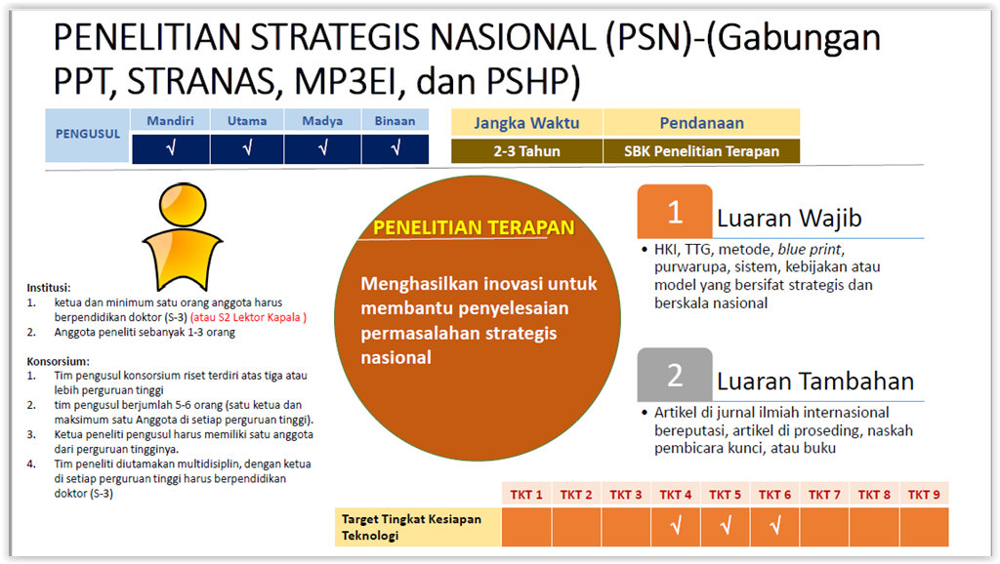 PENELITIAN STRATEGIS NASIONAL (PSN)-(Gabungan
PPT, STRANAS, MP3EI, dan PSHP)
PENGUSUL
Mandiri Utama Madya Binaan
√ √ √ √
Jangka Waktu Pendanaan
2-3 Tahun SBK Penelitian Terapan
Institusi:
1. ketua dan minimum satu orang anggota harus
berpendidikan doktor (S-3) (atau S2 Lektor Kapala )
2. Anggota peneliti sebanyak 1-3 orang
Konsorsium:
1. Tim pengusul konsorsium riset terdiri atas tiga atau
lebih perguruan tinggi
2. tim pengusul berjumlah 5-6 orang (satu ketua dan
maksimum satu Anggota di setiap perguruan tinggi).
3. Ketua peneliti pengusul harus memiliki satu anggota
dari perguruan tingginya.
4. Tim peneliti diutamakan multidisiplin, dengan ketua
di setiap perguruan tinggi harus berpendidikan
doktor (S-3)
PENELITIAN TERAPAN
Menghasilkan inovasi untuk
membantu penyelesaian
permasalahan strategis
nasional
1 Luaran Wajib
• HKI, TTG, metode, blue print,
purwarupa, sistem, kebijakan atau
model yang bersifat strategis dan
berskala nasional
2 Luaran Tambahan
• Artikel di jurnal ilmiah internasional
bereputasi, artikel di proseding, naskah
pembicara kunci, atau buku
TKT 1 TKT 2 TKT 3 TKT 4 TKT 5 TKT 6 TKT 7 TKT 8 TKT 9
Target Tingkat Kesiapan
Teknologi
√ √ √